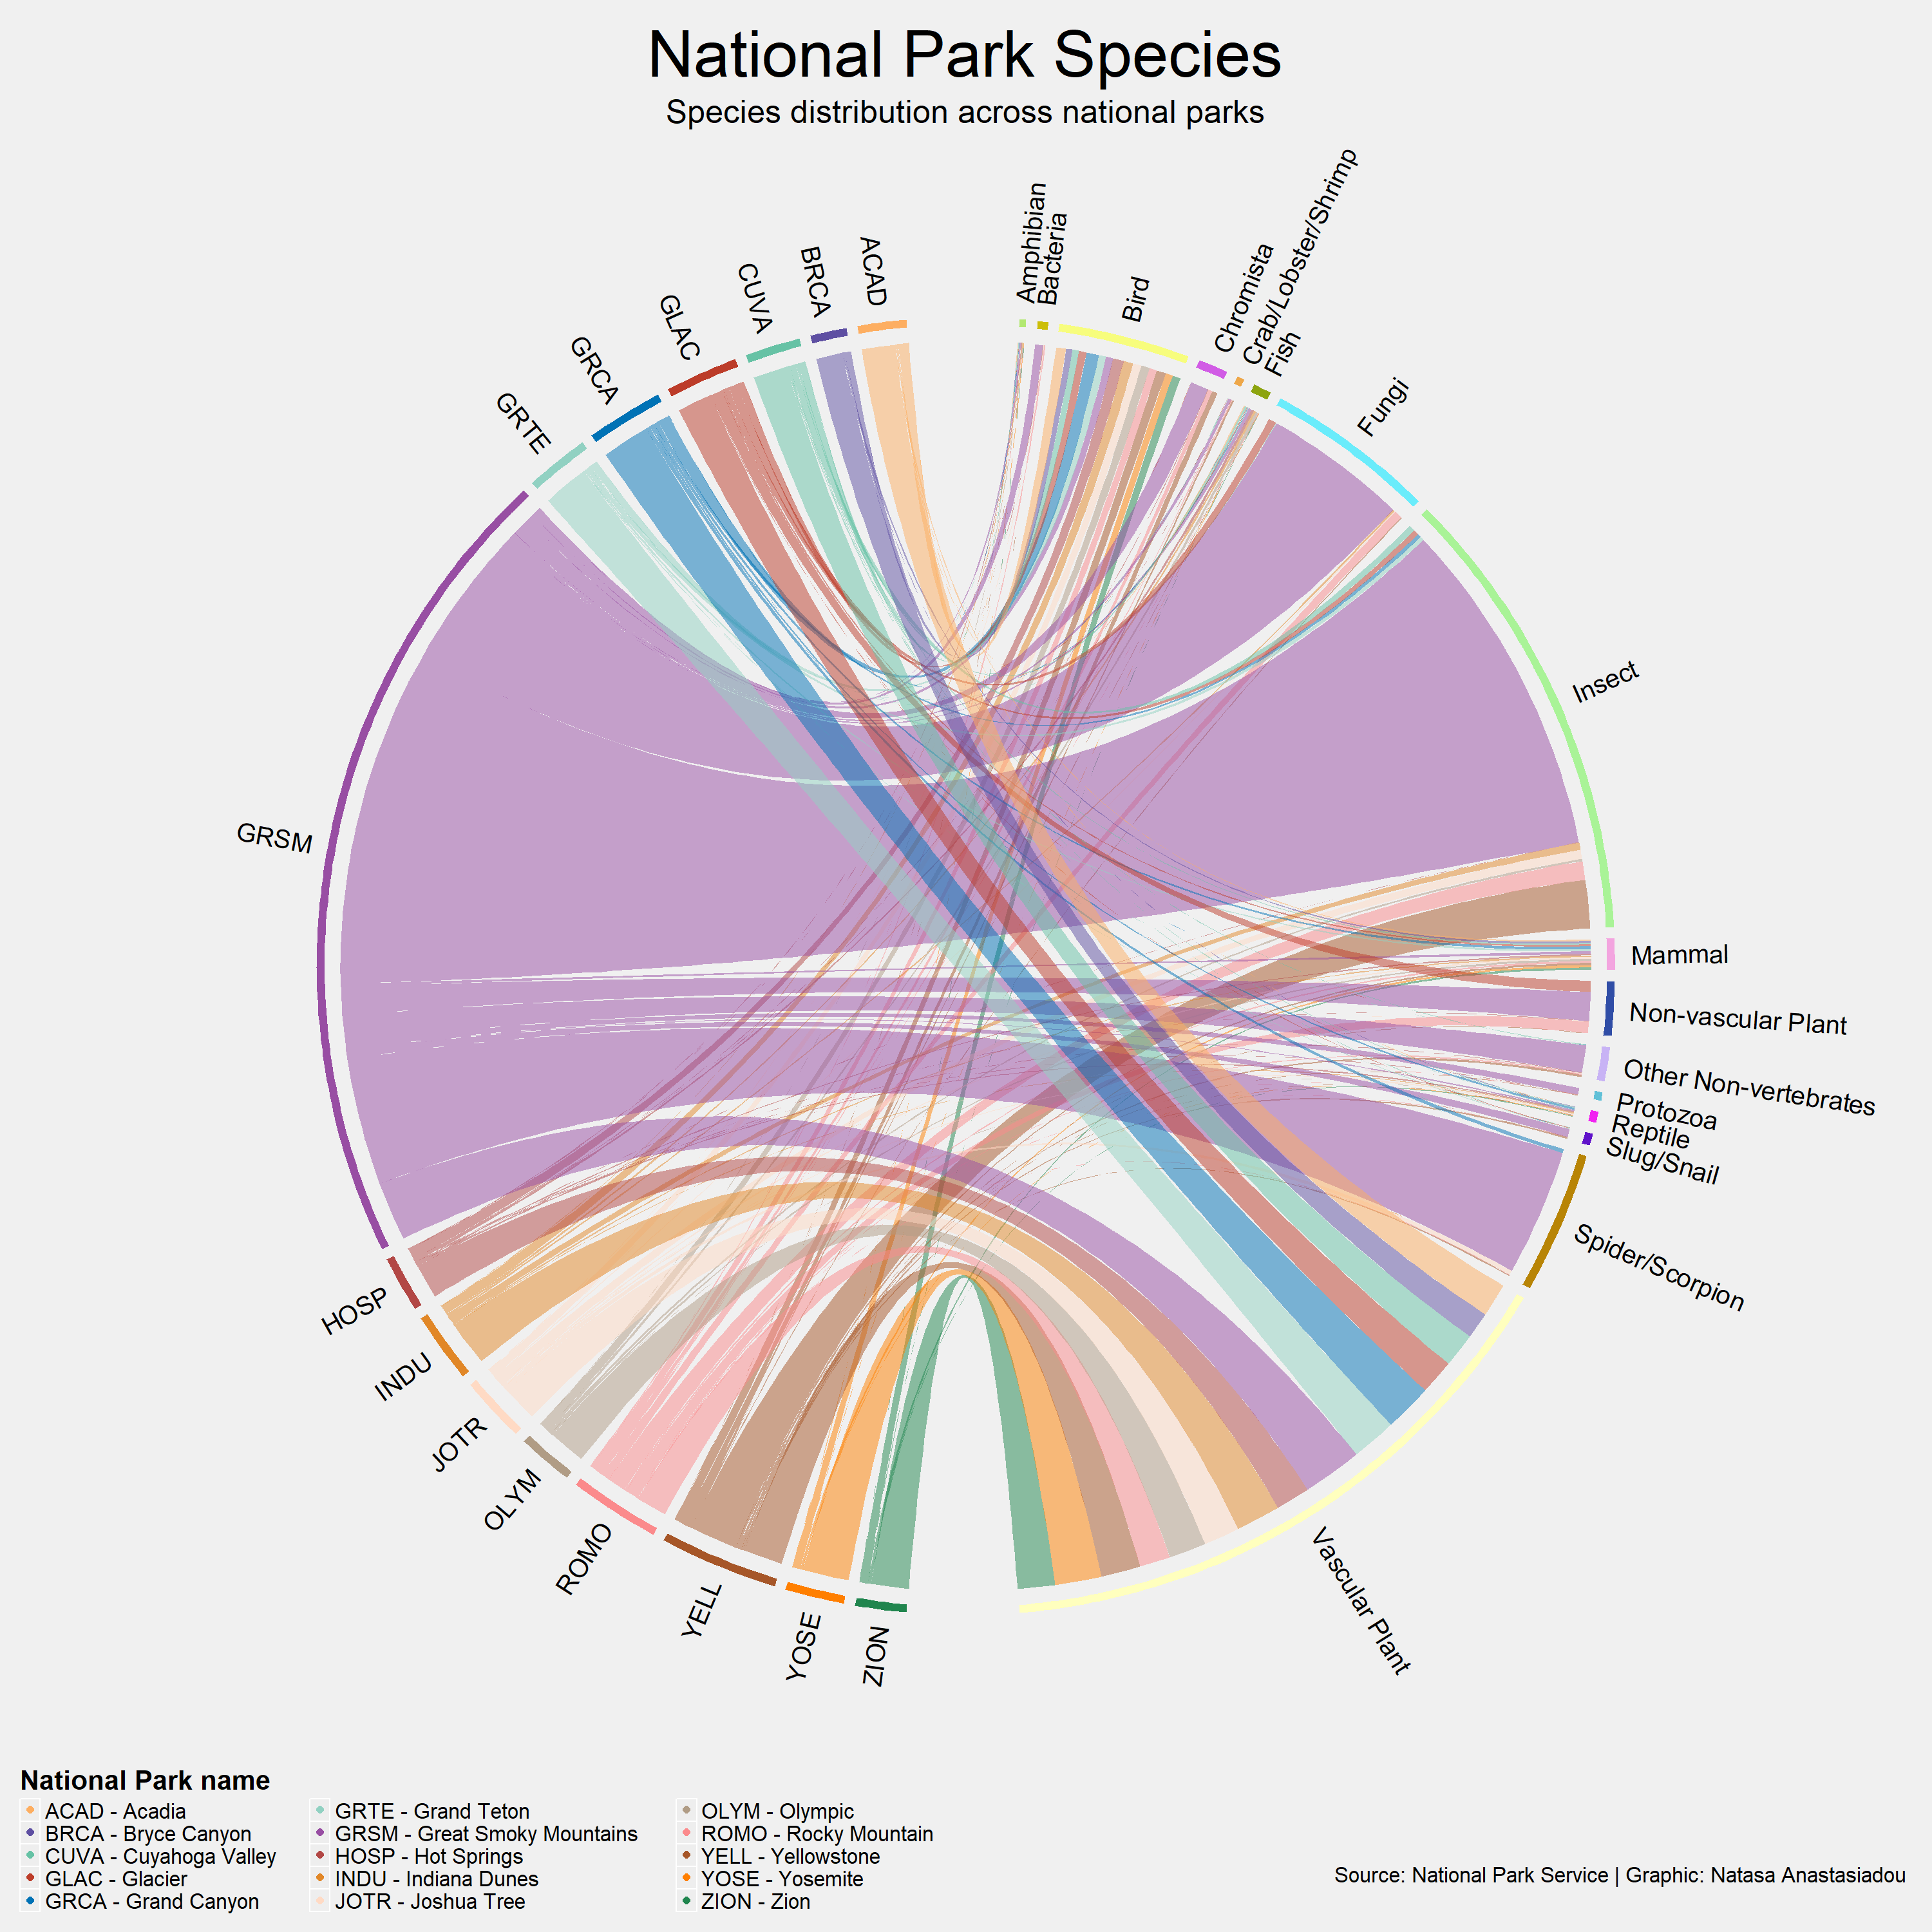 National Park Species
Species distribution across national parks
ACAD
BRCA
CUVA
GLAC
GRCA
GRTE
GRSM
HOSP
INDU
JOTR
OLYM
ROMO
YELL
YOSE
ZION
Amphibian
Bacteria
Bird
Chromista
Crab/Lobster/Shrimp
Fish
Fungi
Insect
Mammal
Non-vascular Plant
Other Non-vertebrates
Protozoa
Reptile
Slug/Snail
Spider/Scorpion
Vascular Plant
National Park name
ACAD - Acadia
BRCA - Bryce Canyon
CUVA - Cuyahoga Valley
GLAC - Glacier
GRCA - Grand Canyon
GRTE - Grand Teton
GRSM - Great Smoky Mountains
HOSP - Hot Springs
INDU - Indiana Dunes
JOTR - Joshua Tree
OLYM - Olympic
ROMO - Rocky Mountain
YELL - Yellowstone
YOSE - Yosemite
ZION - Zion
Source: National Park Service | Graphic: Natasa Anastasiadou